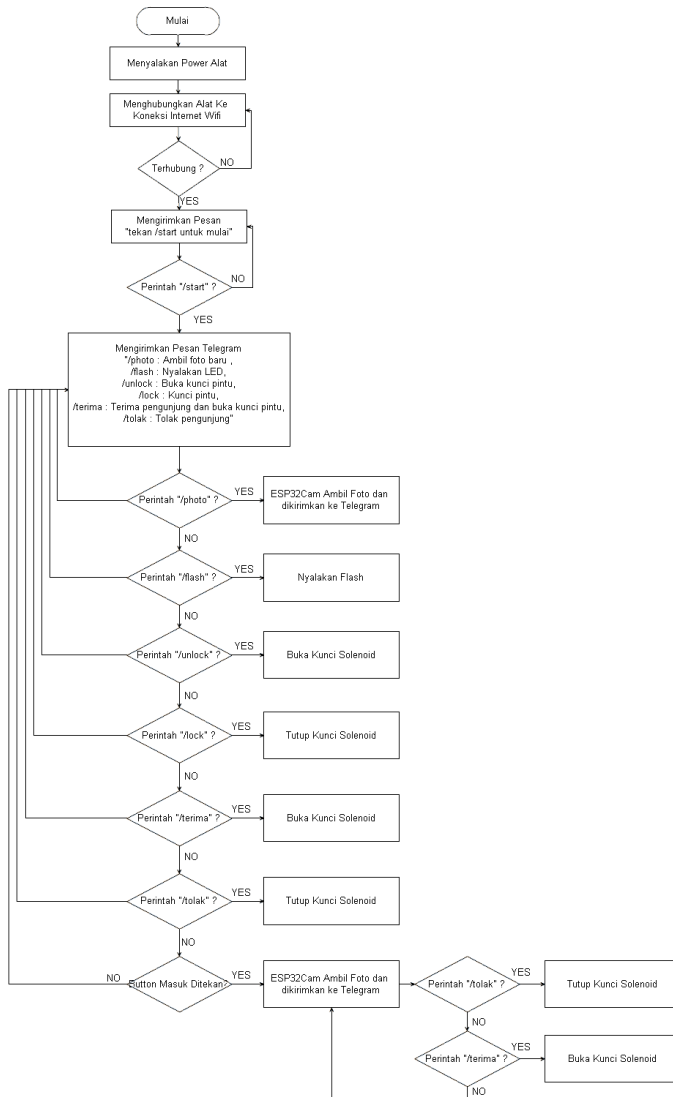 Mulai
Menyalakan Power Alat
Menghubungkan Alat Ke
Koneksi Internet Wifi
Terhubung ?
NO
YES
Mengirimkan Pesan
"tekan /start untuk mulai"
Perintah "/start" ?
NO
YES
Mengirimkan Pesan Telegram
"/photo : Ambil foto baru ,
/flash : Nyalakan LED,
/unlock : Buka kunci pintu,
/lock : Kunci pintu,
/terima : Terima pengunjung dan buka kunci pintu,
/tolak : Tolak pengunjung"
Perintah "/photo" ?
YES
ESP32Cam Ambil Foto dan
dikirimkan ke Telegram
NO
Perintah "/flash" ?
YES
Nyalakan Flash
NO
Perintah "/unlock" ?
YES
Buka Kunci Solenoid
NO
Perintah "/lock" ?
YES
Tutup Kunci Solenoid
NO
Perintah "/terima" ?
YES
Buka Kunci Solenoid
NO
Perintah "/tolak" ?
YES
Tutup Kunci Solenoid
NO
NO
Button Masuk Ditekan?
YES
ESP32Cam Ambil Foto dan
dikirimkan ke Telegram
Perintah "/tolak" ?
YES
Tutup Kunci Solenoid
NO
Perintah "/terima" ?
YES
Buka Kunci Solenoid
NO